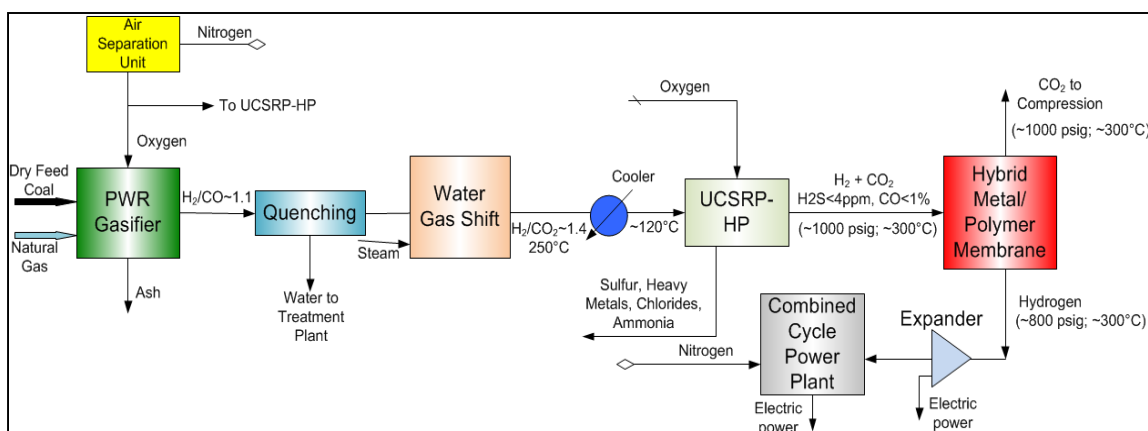 Air
Separation
Unit
Nitrogen
To UCSRP-HP
Oxygen
Dry Feed
Coal
PWR
Gasifier
Natural
Gas
Ash
H₂/CO~1.1
Quenching
Water to
Treatment
Plant
Steam
Water
Gas Shift
H₂/CO₂~1.4
250°C
Cooler
~120°C
Oxygen
UCSRP-
HP
Sulfur, Heavy
Metals, Chlorides,
Ammonia
H₂ + CO₂
H2S<4ppm, CO<1%
(~1000 psig; ~300°C)
CO₂ to
Compression
(~1000 psig; ~300°C)
Hybrid
Metal/
Polymer
Membrane
Hydrogen
(~800 psig; ~300°C)
Expander
Electric
power
Combined
Cycle
Power
Plant
Nitrogen
Electric
power